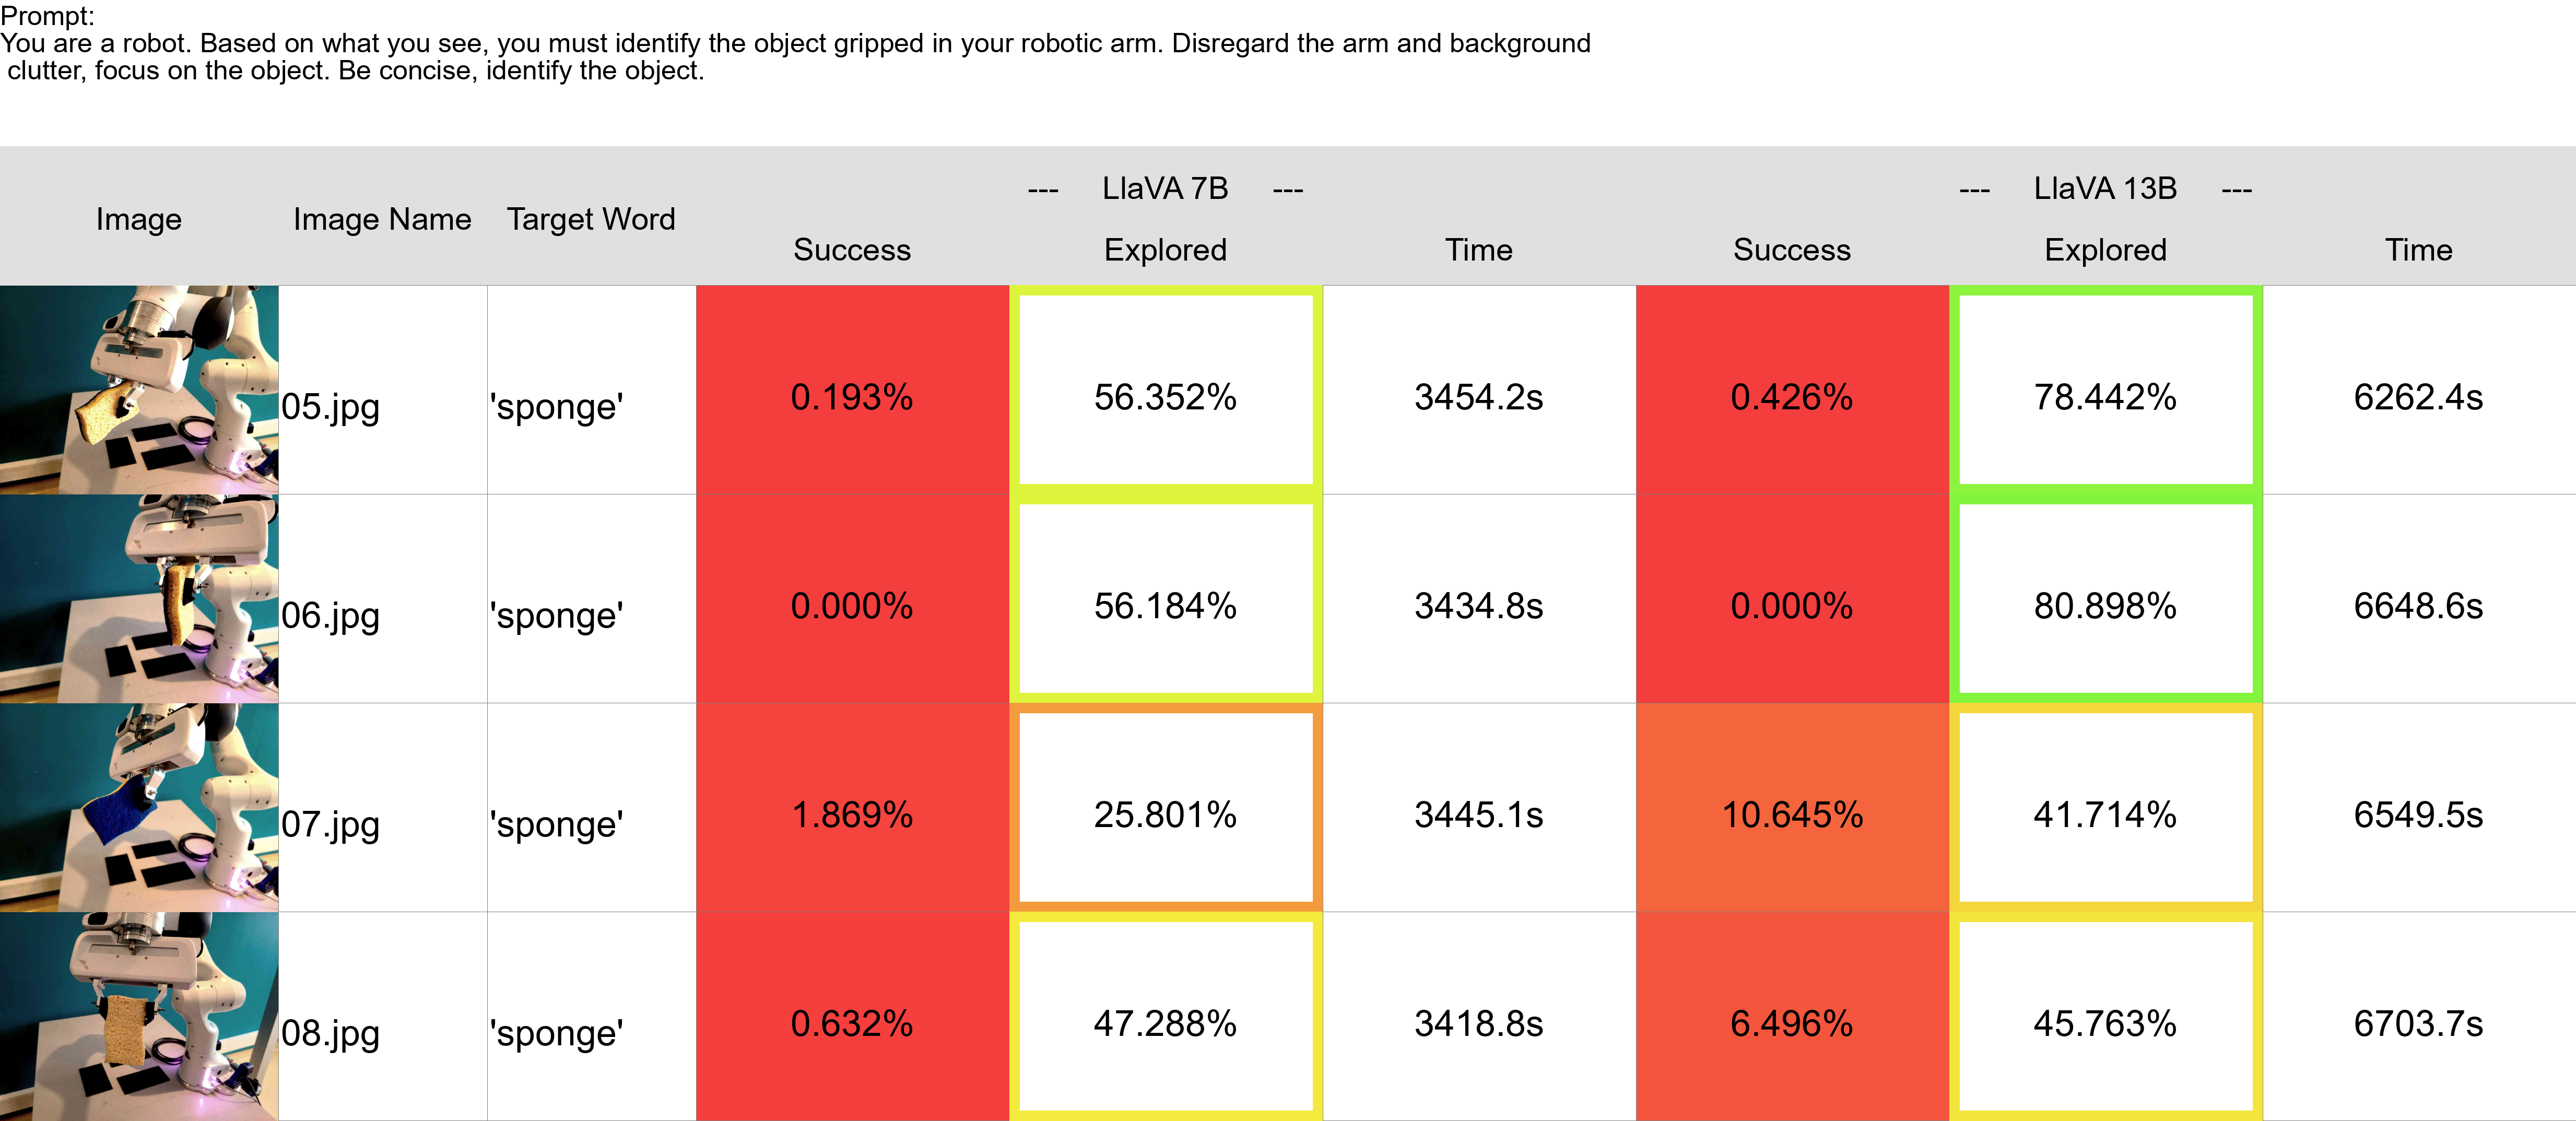 Prompt:
You are a robot. Based on what you see, you must identify the object gripped in your robotic arm. Disregard the arm and background
clutter, focus on the object. Be concise, identify the object.
--- LlaVA 7B --- --- LlaVA 13B ---
Image Image Name Target Word
Success Explored Time Success Explored Time
05.jpg 'sponge' 0.193% 56.352% 3454.2s 0.426% 78.442% 6262.4s
06.jpg 'sponge' 0.000% 56.184% 3434.8s 0.000% 80.898% 6648.6s
07.jpg 'sponge' 1.869% 25.801% 3445.1s 10.645% 41.714% 6549.5s
08.jpg 'sponge' 0.632% 47.288% 3418.8s 6.496% 45.763% 6703.7s